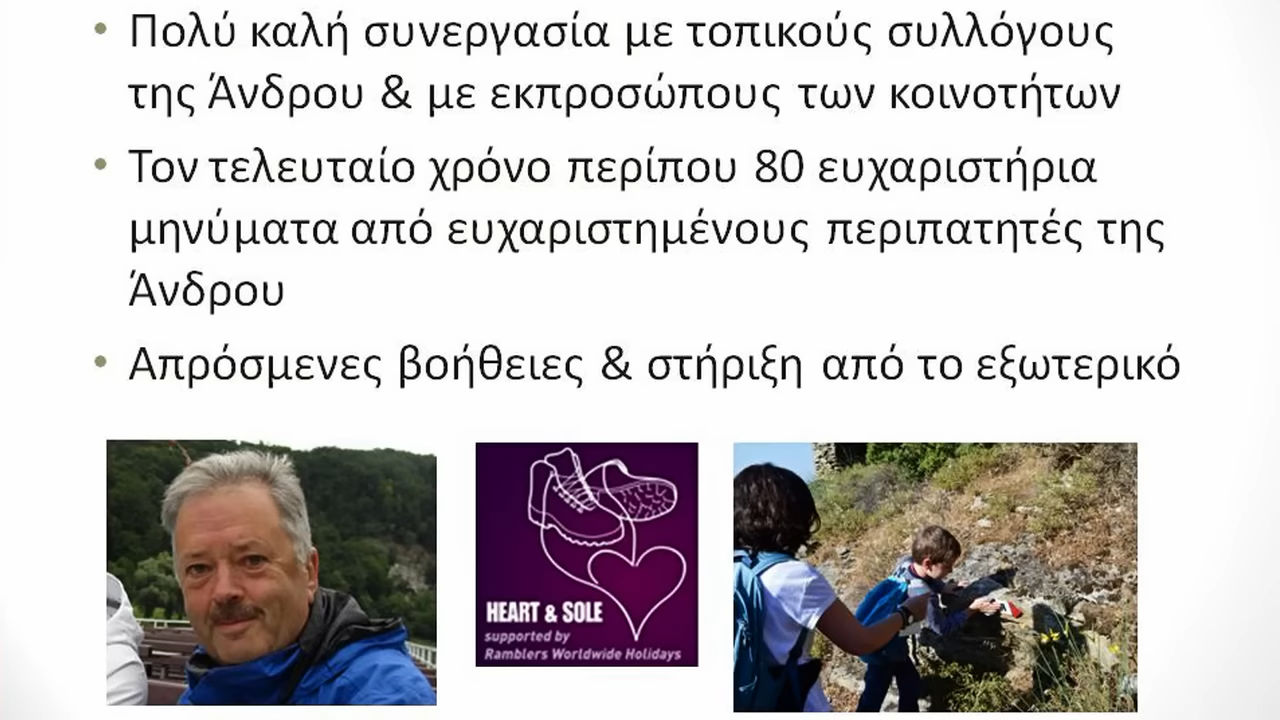 • Πολύ καλή συνεργασία με τοπικούς συλλόγους
της Άνδρου & με εκπροσώπους των κοινοτήτων
• Τον τελευταίο χρόνο περίπου 80 ευχαριστήρια
μηνύματα από ευχαριστημένους περιπατητές της
Άνδρου
• Απρόσμενες βοήθειες & στήριξη από το εξωτερικό
HEART & SOLE
supported by
Ramblers Worldwide Holidays